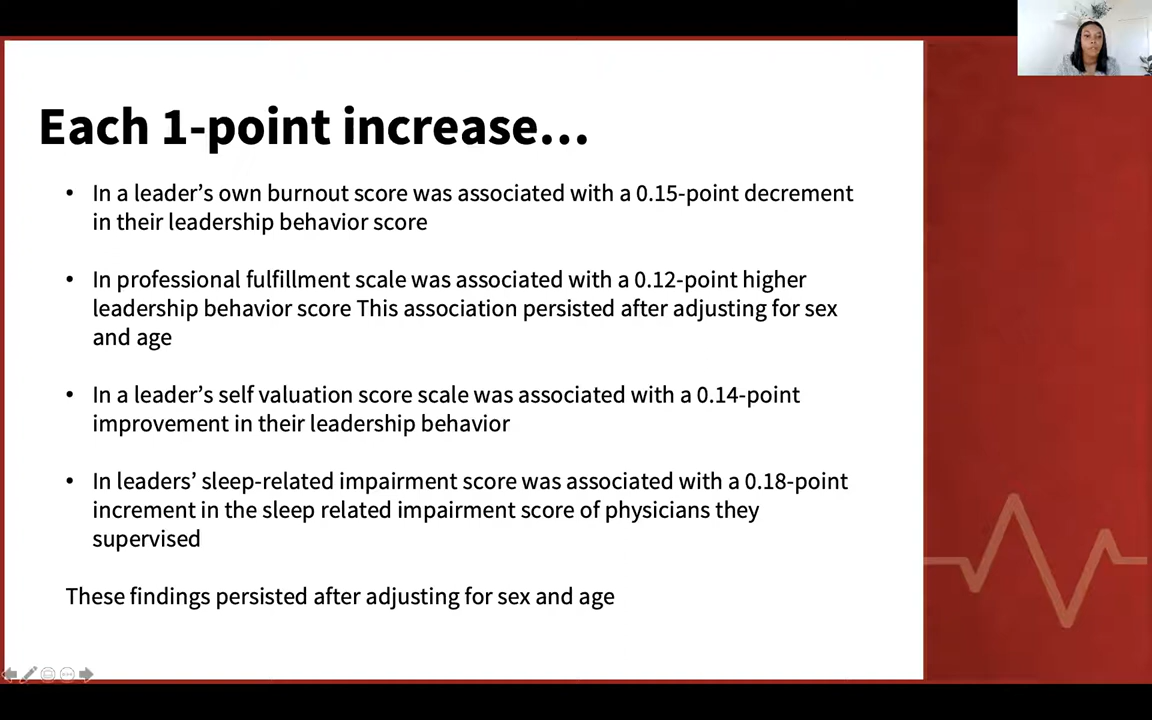 Each 1-point increase...
• In a leader’s own burnout score was associated with a 0.15-point decrement
in their leadership behavior score
• In professional fulfillment scale was associated with a 0.12-point higher
leadership behavior score This association persisted after adjusting for sex
and age
• In a leader’s self valuation score scale was associated with a 0.14-point
improvement in their leadership behavior
• In leaders’ sleep-related impairment score was associated with a 0.18-point
increment in the sleep related impairment score of physicians they
supervised
These findings persisted after adjusting for sex and age